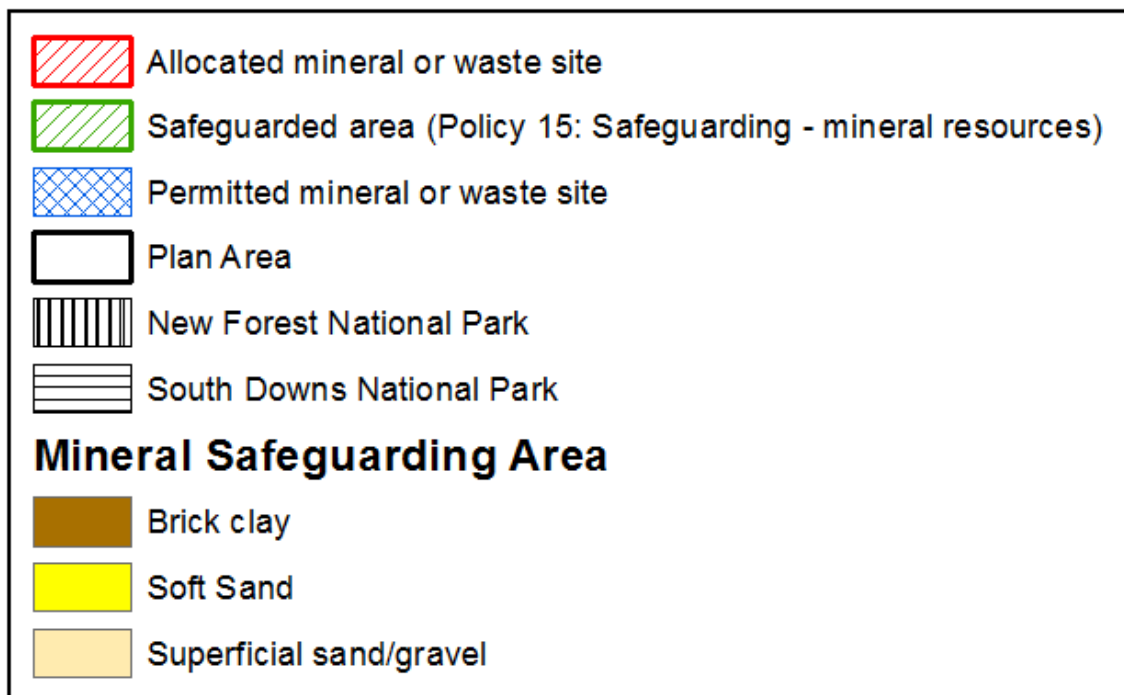 Allocated mineral or waste site
Safeguarded area (Policy 15: Safeguarding - mineral resources)
Permitted mineral or waste site
Plan Area
New Forest National Park
South Downs National Park
Mineral Safeguarding Area
Brick clay
Soft Sand
Superficial sand/gravel